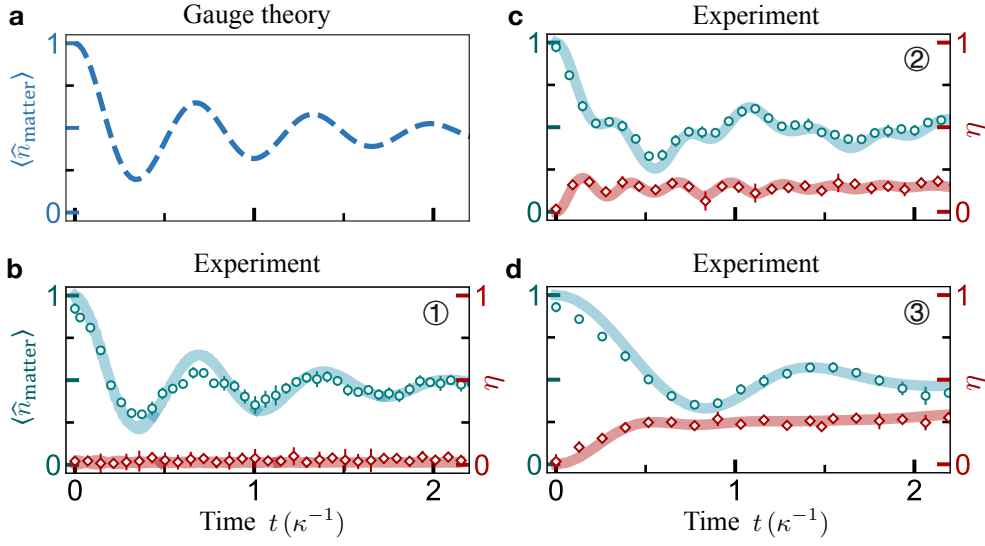 a
Gauge theory
1
0
⟨n̂matter⟩
b
Experiment
①
1
0
⟨n̂matter⟩
1
0
η
0
1
2
Time t (κ⁻¹)
c
Experiment
②
1
0
1
0
η
d
Experiment
③
1
0
1
0
η
0
1
2
Time t (κ⁻¹)